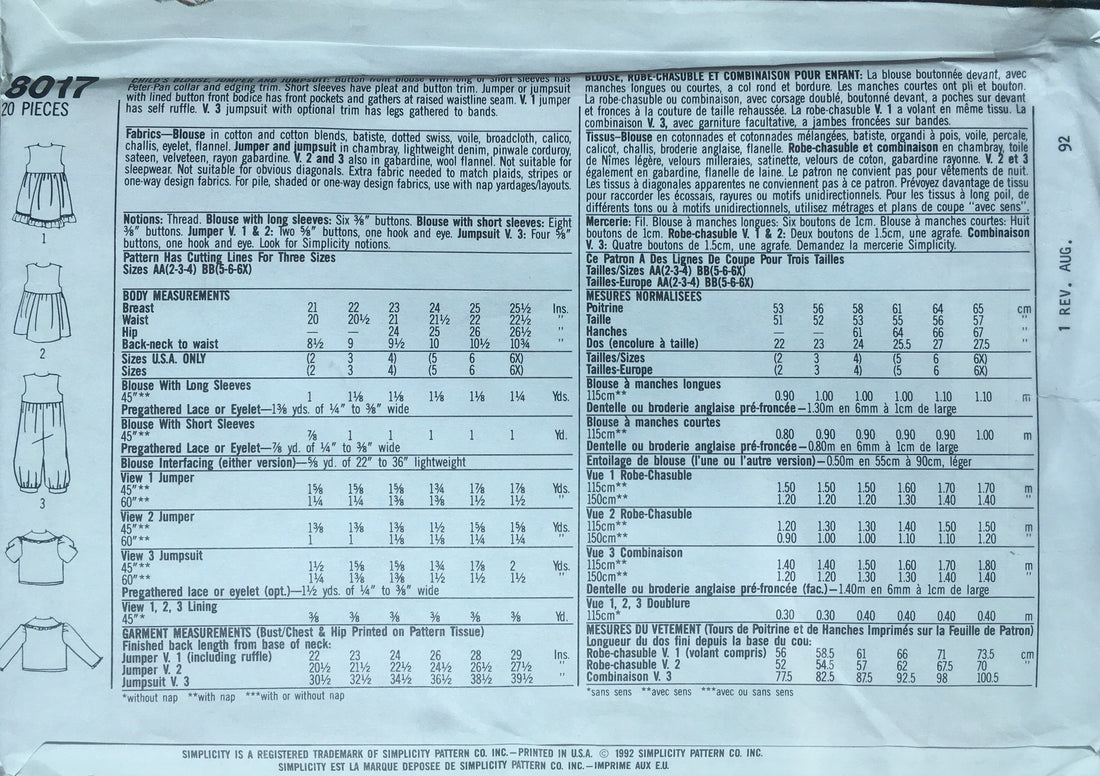 8017
20 PIECES
CHILD'S BLOUSE, JUMPER AND JUMPSUIT: Button front blouse with long or short sleeves has
Peter Pan collar and edging trim. Short sleeves have pleat and button trim. Jumper or jumpsuit
with lined button front bodice has front pockets and gathers at raised waistline seam. V. 1 jumper
has self ruffle. V. 3 jumpsuit with optional trim has legs gathered to bands.
Fabrics—Blouse in cotton and cotton blends, batiste, dotted swiss, voile, broadcloth, calico,
challis, eyelet, flannel. Jumper and jumpsuit in chambray, lightweight denim, pinwale corduroy,
sateen, velveteen, rayon gabardine. V. 2 and 3 also in gabardine, wool flannel. Not suitable for
sleepwear. Not suitable for obvious diagonals. Extra fabric needed to match plaids, stripes or
one-way design fabrics. For pile, shaded or one-way design fabrics, use with nap yardages/layouts.
Notions: Thread. Blouse with long sleeves: Six ⅜" buttons. Blouse with short sleeves: Eight
⅜" buttons. Jumper V. 1 & 2: Two ⅝" buttons, one hook and eye. Jumpsuit V. 3: Four ⅝"
buttons, one hook and eye. Look for Simplicity notions.
Pattern Has Cutting Lines For Three Sizes
Sizes AA(2-3-4) BB(5-6-6X)
BODY MEASUREMENTS
Breast 21 22 23 24 25 25½ Ins.
Waist 20 20½ 21 21½ 22 22½ "
Hip — — 24 25 26 26½ "
Back-neck to waist 8½ 9 9½ 10 10½ 10¾ "
Sizes U.S.A. ONLY (2 3 4) (5 6 6X)
Sizes (2 3 4) (5 6 6X)
Blouse With Long Sleeves
45"** 1 1⅛ 1⅛ 1⅛ 1⅛ 1¼ Yds.
Pregathered Lace or Eyelet—1⅜ yds. of ¼" to ⅜" wide
Blouse With Short Sleeves
45"** ⅞ 1 1 1 1 1 Yd.
Pregathered Lace or Eyelet—⅞ yd. of ¼" to ⅜" wide
Blouse Interfacing (either version)—⅝ yd. of 22" to 36" lightweight
View 1 Jumper
45"** 1⅝ 1⅝ 1⅝ 1¾ 1⅞ 1⅞ Yds.
60"** 1¼ 1¼ 1⅜ 1⅜ 1½ 1½ "
View 2 Jumper
45"** 1⅜ 1⅜ 1⅜ 1½ 1⅝ 1⅝ Yds.
60"** 1 1 1⅛ 1⅛ 1¼ 1¼ "
View 3 Jumpsuit
45"** 1½ 1⅝ 1⅝ 1¾ 1⅞ 2 Yds.
60"** 1¼ 1⅜ 1⅜ 1½ 1½ 1½ "
Pregathered lace or eyelet (opt.)—1½ yds. of ¼" to ⅜" wide
View 1, 2, 3 Lining
45"* ⅜ ⅜ ⅜ ⅜ ⅜ ⅜ Yd.
GARMENT MEASUREMENTS (Bust/Chest & Hip Printed on Pattern Tissue)
Finished back length from base of neck:
Jumper V. 1 (including ruffle) 22 23 24 26 28 29 Ins.
Jumper V. 2 20½ 21½ 22½ 24½ 26½ 27½ "
Jumpsuit V. 3 30½ 32½ 34½ 36½ 38½ 39½ "
*without nap **with nap ***with or without nap
BLOUSE, ROBE-CHASUBLE ET COMBINAISON POUR ENFANT: La blouse boutonnée devant, avec
manches longues ou courtes, a col rond et bordure. Les manches courtes ont pli et bouton.
La robe-chasuble ou combinaison, avec corsage doublé, boutonné devant, a poches sur devant
et fronces à la couture de taille rehaussée. La robe-chasuble V. 1 a volant en même tissu. La
combinaison V. 3, avec garniture facultative, a jambes froncées sur bandes.
Tissus—Blouse en cotonnades et cotonnades mélangées, batiste, organdi à pois, voile, percale,
calicot, challis, broderie anglaise, flanelle. Robe-chasuble et combinaison en chambray, toile
de Nîmes légère, velours milleraies, satinette, velours de coton, gabardine rayonne. V. 2 et 3
également en gabardine, flanelle de laine. Le patron ne convient pas pour vêtements de nuit.
Les tissus à diagonales apparentes ne conviennent pas à ce patron. Prévoyez davantage de tissu
pour raccorder les écossais, rayures ou motifs unidirectionnels. Pour les tissus à long poil, de
différents tons ou à motifs unidirectionnels, utilisez métrages et plans de coupe "avec sens".
Mercerie: Fil. Blouse à manches longues: Six boutons de 1cm. Blouse à manches courtes: Huit
boutons de 1cm. Robe-chasuble V. 1 & 2: Deux boutons de 1.5cm, une agrafe. Combinaison
V. 3: Quatre boutons de 1.5cm, une agrafe. Demandez la mercerie Simplicity.
Ce Patron A Des Lignes De Coupe Pour Trois Tailles
Tailles/Sizes AA(2-3-4) BB(5-6-6X)
Tailles-Europe AA(2-3-4) BB(5-6-6X)
MESURES NORMALISEES
Poitrine 53 56 58 61 64 65 cm
Taille 51 52 53 55 56 57 "
Hanches — — 61 64 66 67 "
Dos (encolure à taille) 22 23 24 25.5 27 27.5 "
Tailles/Sizes (2 3 4) (5 6 6X)
Tailles-Europe (2 3 4) (5 6 6X)
Blouse à manches longues
115cm** 0.90 1.00 1.00 1.00 1.10 1.10 m
Dentelle ou broderie anglaise pré-froncée—1.30m en 6mm à 1cm de large
Blouse à manches courtes
115cm** 0.80 0.90 0.90 0.90 0.90 1.00 m
Dentelle ou broderie anglaise pré-froncée—0.80m en 6mm à 1cm de large
Entoilage de blouse (l'une ou l'autre version)—0.50m en 55cm à 90cm, léger
Vue 1 Robe-Chasuble
115cm** 1.50 1.50 1.50 1.60 1.70 1.70 m
150cm** 1.20 1.20 1.20 1.30 1.40 1.40 "
Vue 2 Robe-Chasuble
115cm** 1.20 1.30 1.30 1.40 1.50 1.50 m
150cm** 0.90 1.00 1.00 1.10 1.10 1.20 "
Vue 3 Combinaison
115cm** 1.40 1.40 1.50 1.60 1.70 1.80 m
150cm** 1.20 1.20 1.30 1.30 1.40 1.40 "
Dentelle ou broderie anglaise pré-froncée (fac.)—1.40m en 6mm à 1cm de large
Vue 1, 2, 3 Doublure
115cm* 0.30 0.30 0.40 0.40 0.40 0.40 m
MESURES DU VETEMENT (Tours de Poitrine et de Hanches Imprimés sur la Feuille de Patron)
Longueur du dos fini depuis la base du cou:
Robe-chasuble V. 1 (volant compris) 56 58.5 61 66 71 73.5 cm
Robe-chasuble V. 2 52 54.5 57 62 67.5 70 "
Combinaison V. 3 77.5 82.5 87.5 92.5 98 100.5 "
*sans sens **avec sens ***avec ou sans sens
1
2
3
1 REV. AUG. 92
SIMPLICITY IS A REGISTERED TRADEMARK OF SIMPLICITY PATTERN CO. INC.—PRINTED IN U.S.A. © 1992 SIMPLICITY PATTERN CO. INC.
SIMPLICITY EST LA MARQUE DEPOSEE DE SIMPLICITY PATTERN CO. INC.—IMPRIME AUX E.U.